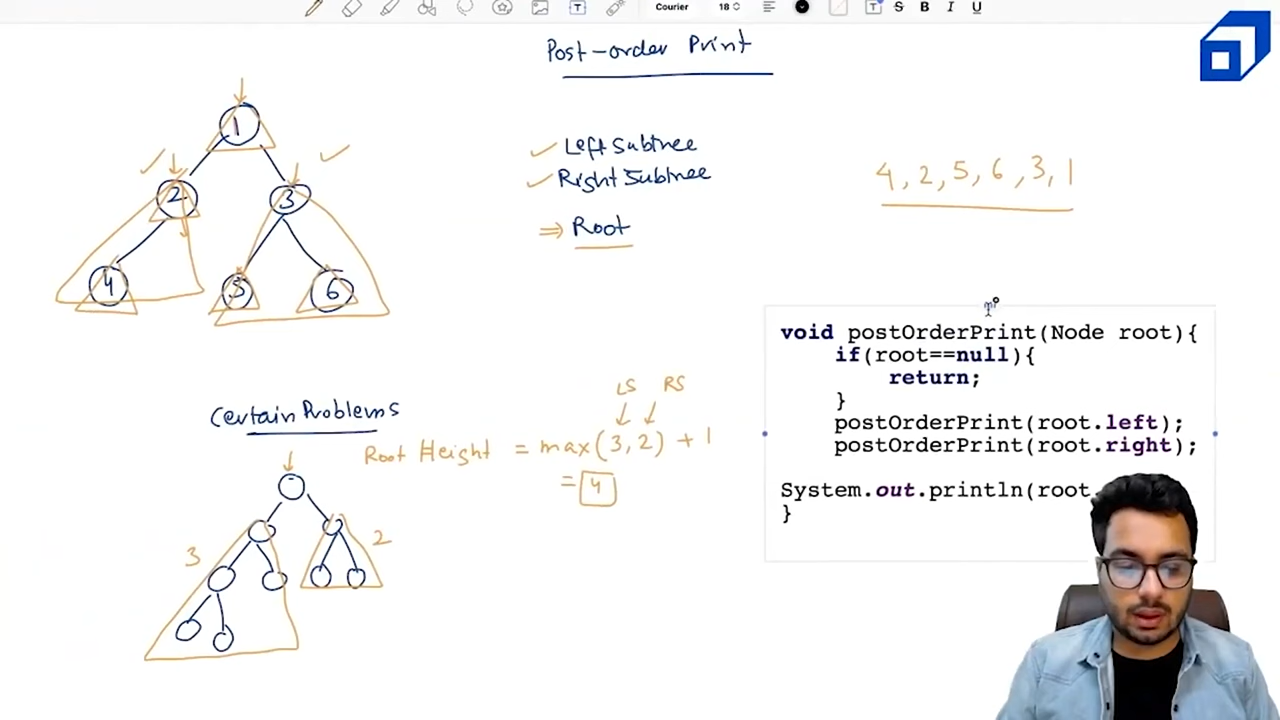 Courier 18 S B I U
Post-order Print
1
2 3
4 5 6
Left Subtree
Right Subtree
⇒ Root
4, 2, 5, 6, 3, 1
void postOrderPrint(Node root){
if(root==null){
return;
}
postOrderPrint(root.left);
postOrderPrint(root.right);
System.out.println(root.
}
Certain Problems
LS RS
Root Height = max(3, 2) + 1
= 4
3 2